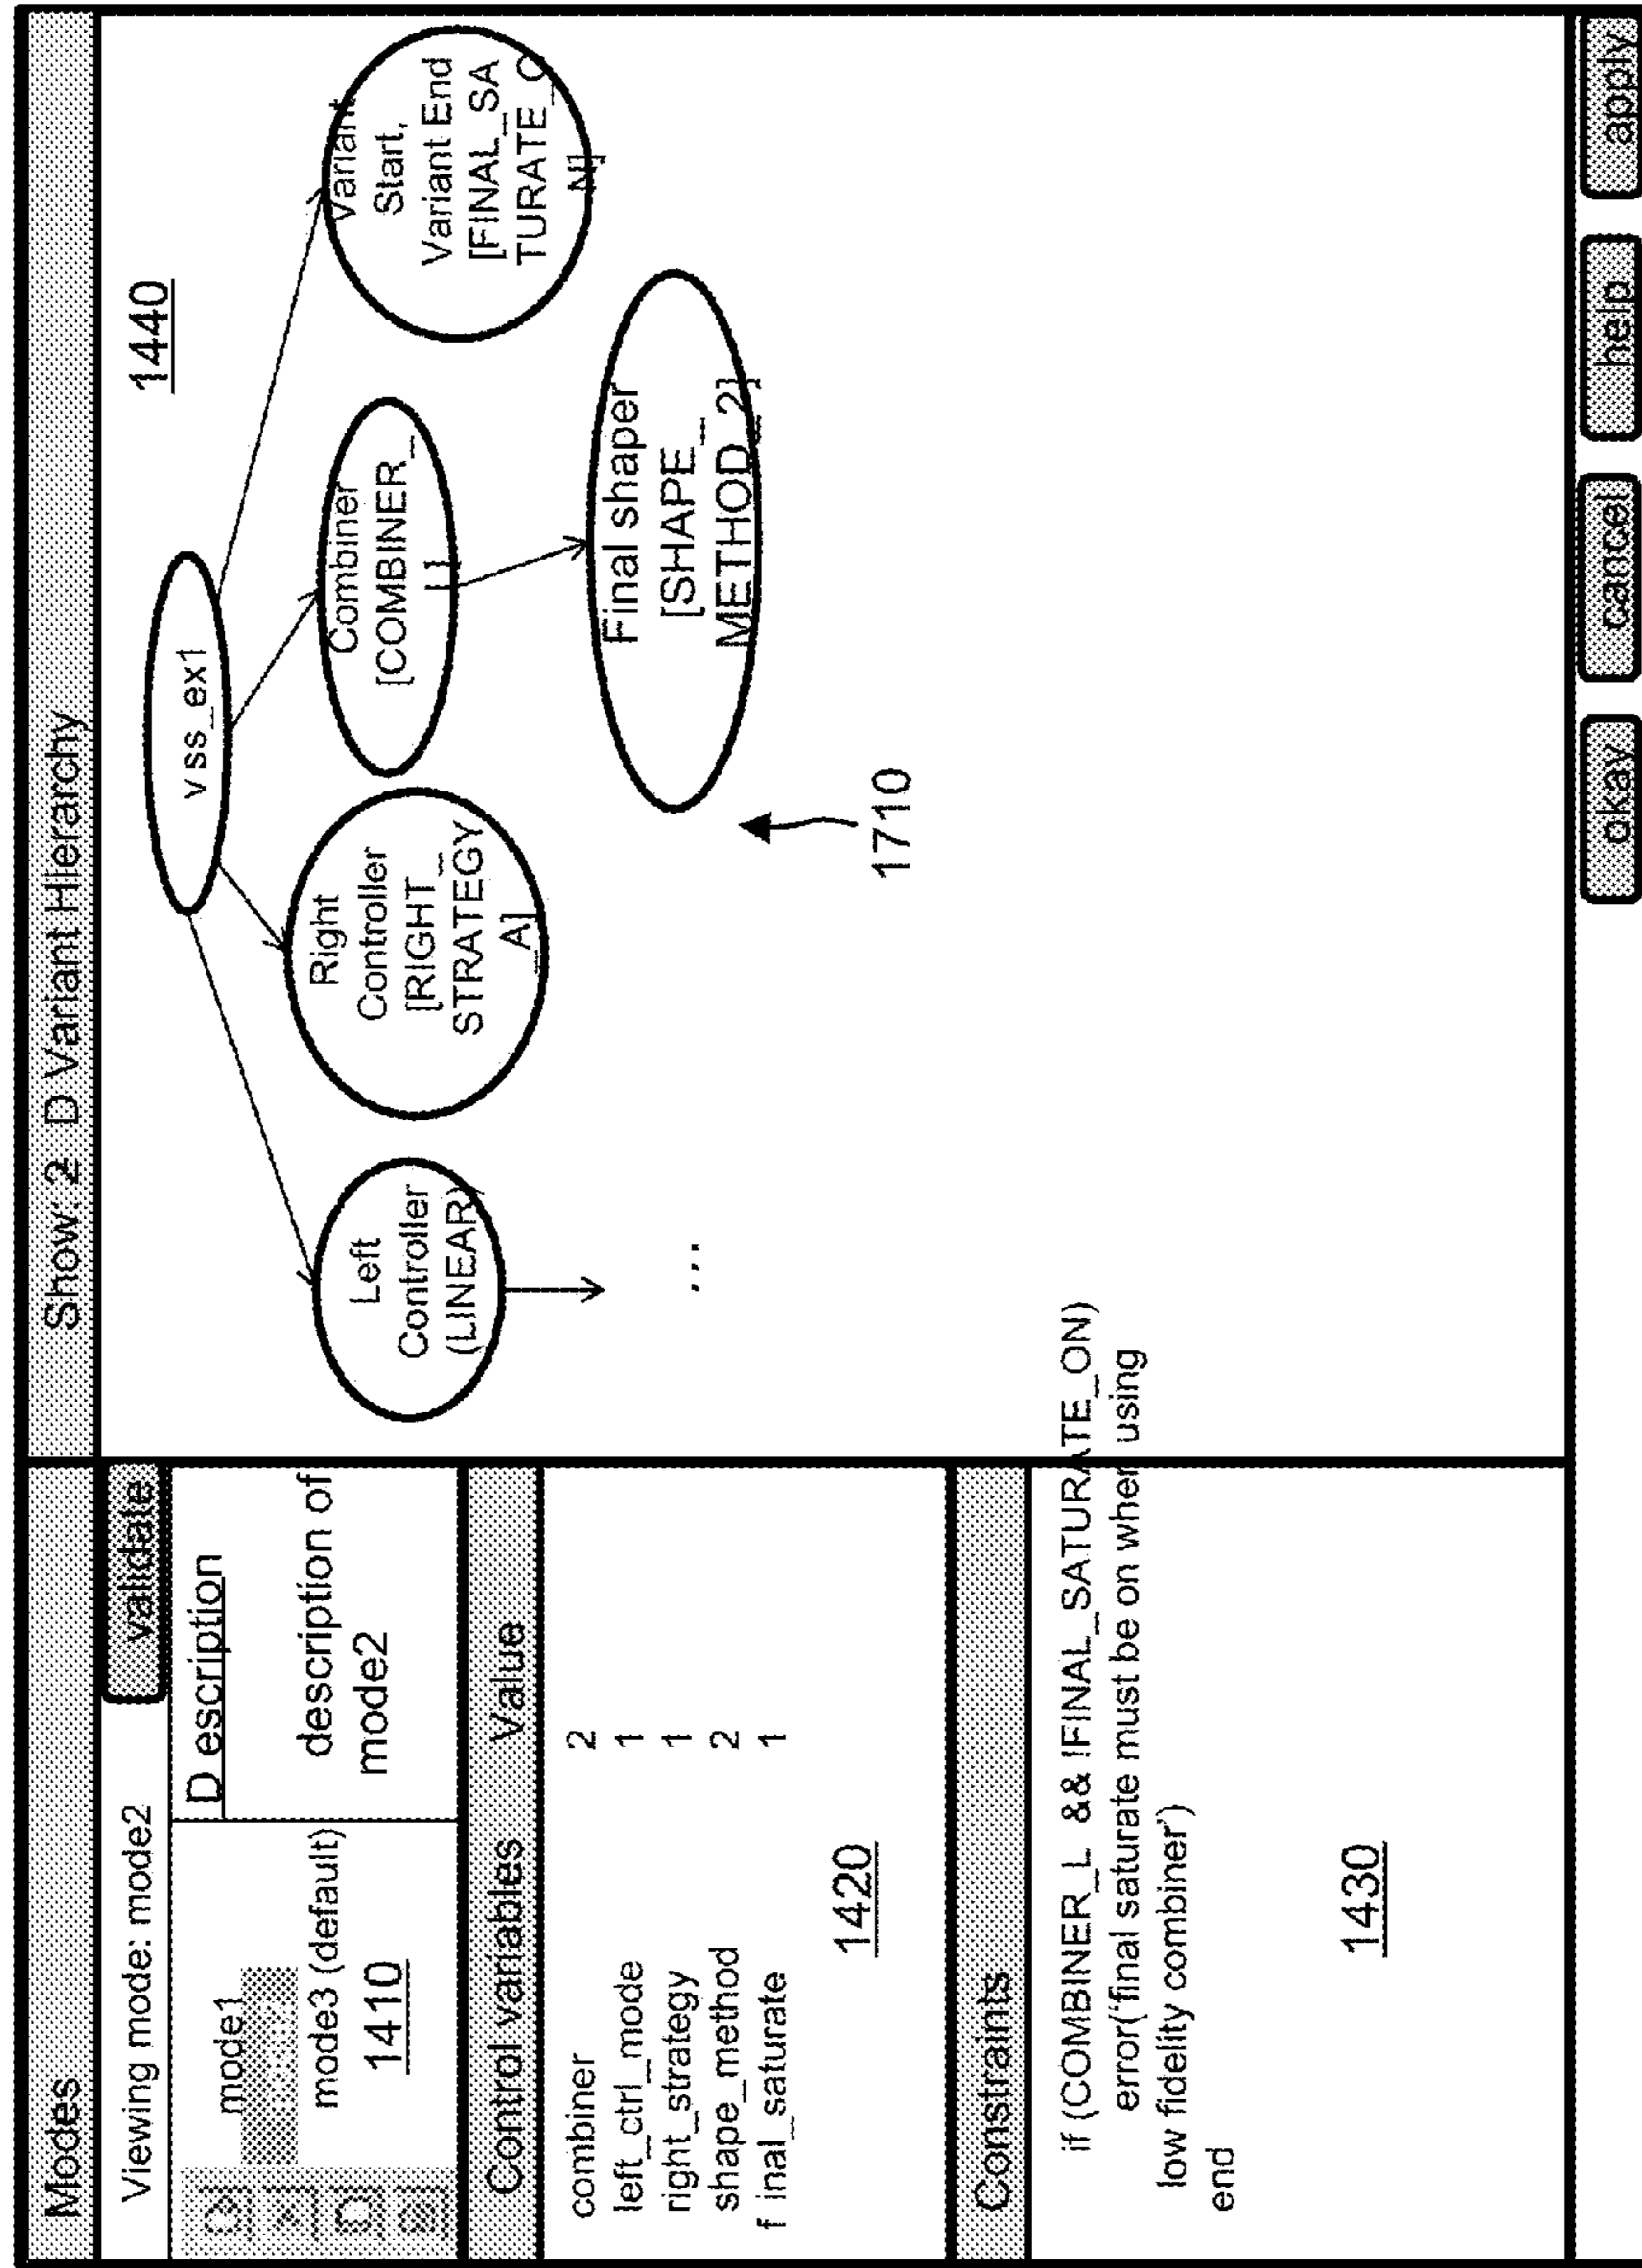 Modes
Viewing mode: mode2
validate
mode1
mode3 (default)
1410
D escription
description of
mode2
Control variables Value
combiner 2
left_ctrl_mode 1
right_strategy 1
shape_method 2
f inal_saturate 1
1420
Constraints
if (COMBINER_L && !FINAL_SATURATE_ON)
error('final saturate must be on when using
low fidelity combiner')
end
1430
Show: 2 D Variant Hierarchy
1440
v ss_ex1
Left
Controller
(LINEAR)
...
Right
Controller
[RIGHT_
STRATEGY
_A]
Combiner
[COMBINER_
L]
Final shaper
[SHAPE_
METHOD_2]
Variant
Start,
Variant End
[FINAL_SA
TURATE_O
N]
1710
okay
cancel
help
apply